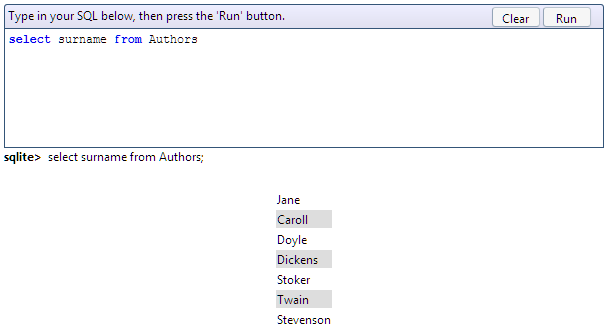 Type in your SQL below, then press the 'Run' button.
Clear
Run
select surname from Authors
sqlite> select surname from Authors;
Jane
Caroll
Doyle
Dickens
Stoker
Twain
Stevenson